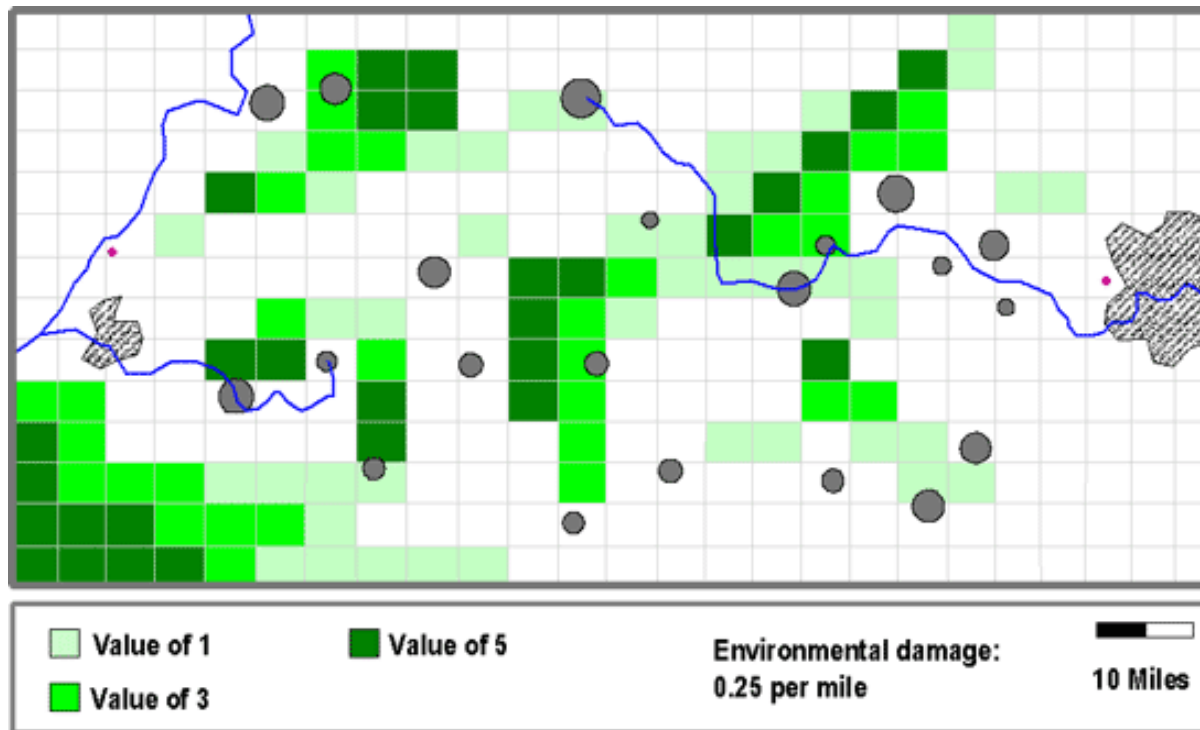 Value of 1
Value of 5
Value of 3
Environmental damage:
0.25 per mile
10 Miles